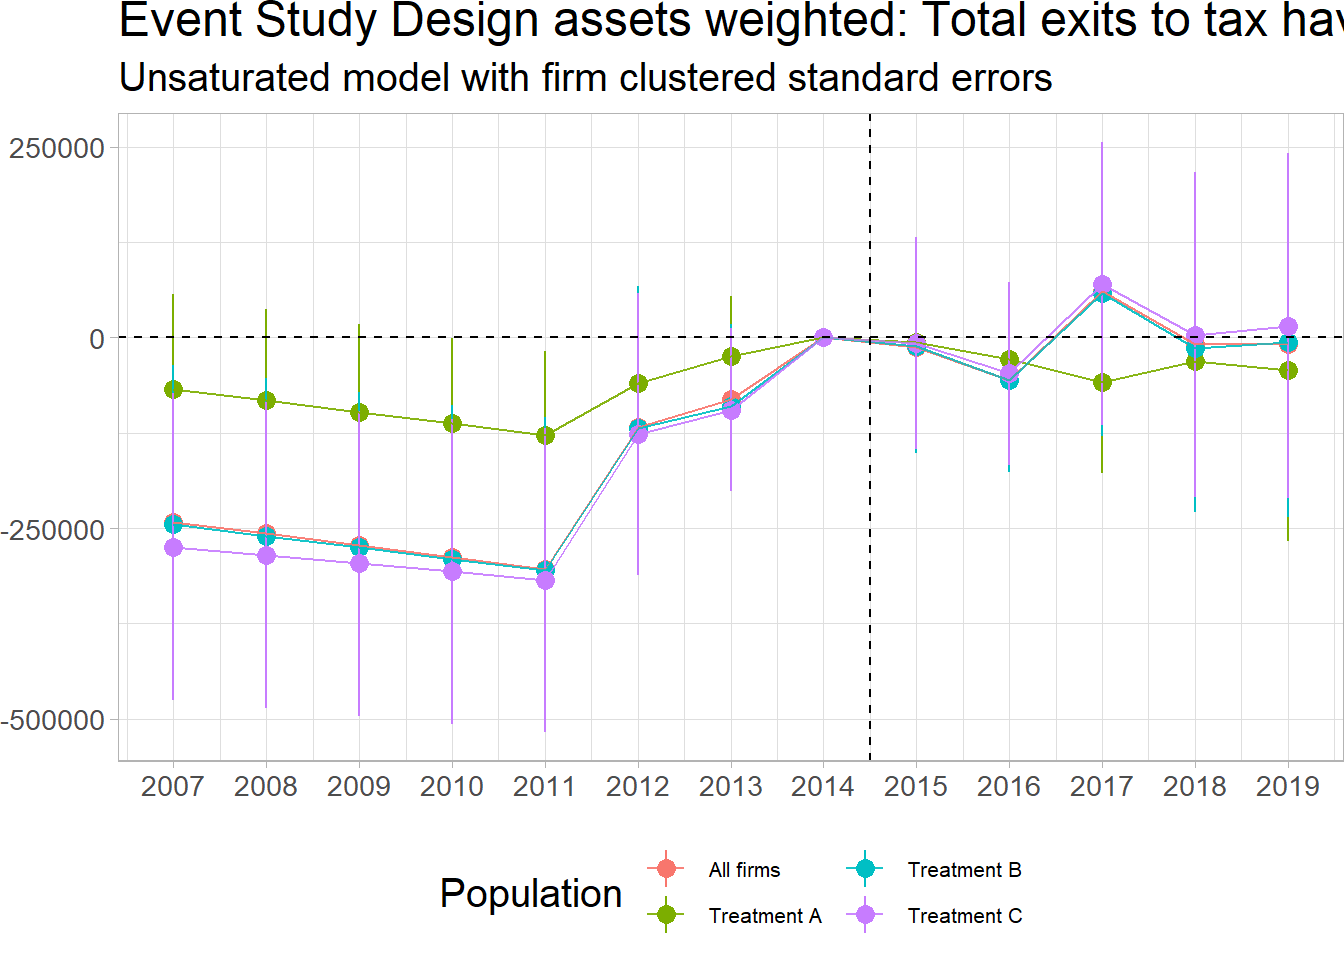 Event Study Design assets weighted: Total exits to tax
Unsaturated model with firm clustered standard errors
250000
0
-250000
-500000
2007 2008 2009 2010 2011 2012 2013 2014 2015 2016 2017 2018 2019
Population
All firms
Treatment B
Treatment A
Treatment C